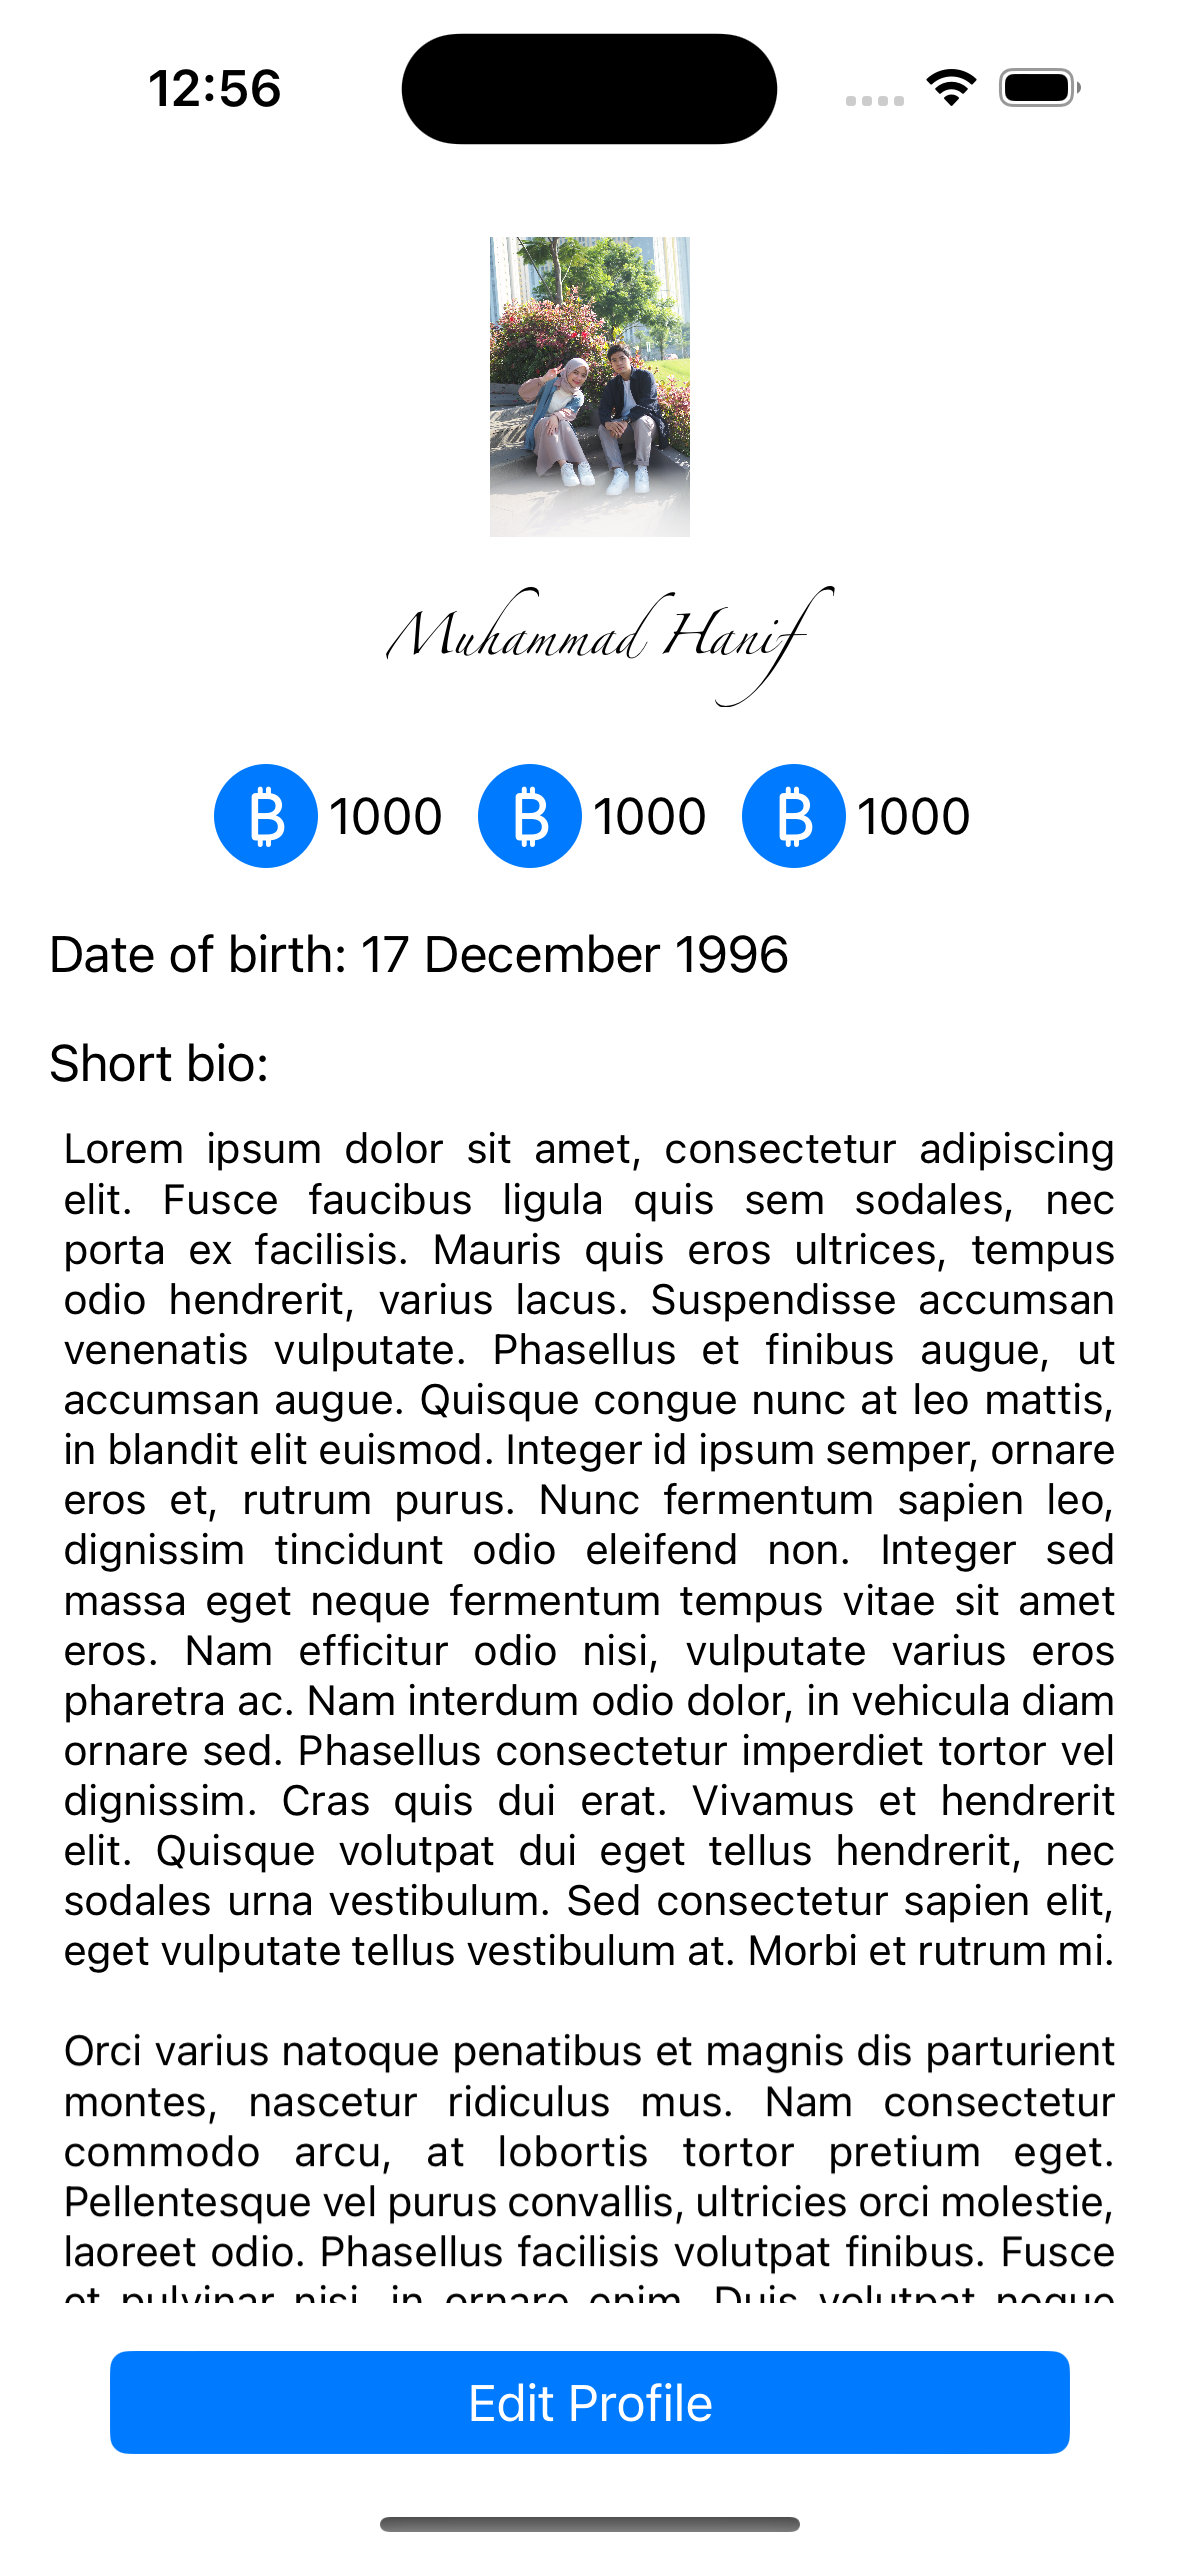 12:56
Muhammad Hanif
1000 1000 1000
Date of birth: 17 December 1996
Short bio:
Lorem ipsum dolor sit amet, consectetur adipiscing
elit. Fusce faucibus ligula quis sem sodales, nec
porta ex facilisis. Mauris quis eros ultrices, tempus
odio hendrerit, varius lacus. Suspendisse accumsan
venenatis vulputate. Phasellus et finibus augue, ut
accumsan augue. Quisque congue nunc at leo mattis,
in blandit elit euismod. Integer id ipsum semper, ornare
eros et, rutrum purus. Nunc fermentum sapien leo,
dignissim tincidunt odio eleifend non. Integer sed
massa eget neque fermentum tempus vitae sit amet
eros. Nam efficitur odio nisi, vulputate varius eros
pharetra ac. Nam interdum odio dolor, in vehicula diam
ornare sed. Phasellus consectetur imperdiet tortor vel
dignissim. Cras quis dui erat. Vivamus et hendrerit
elit. Quisque volutpat dui eget tellus hendrerit, nec
sodales urna vestibulum. Sed consectetur sapien elit,
eget vulputate tellus vestibulum at. Morbi et rutrum mi.
Orci varius natoque penatibus et magnis dis parturient
montes, nascetur ridiculus mus. Nam consectetur
commodo arcu, at lobortis tortor pretium eget.
Pellentesque vel purus convallis, ultricies orci molestie,
laoreet odio. Phasellus facilisis volutpat finibus. Fusce
et pulvinar nisi, in ornare enim. Duis volutpat neque
Edit Profile